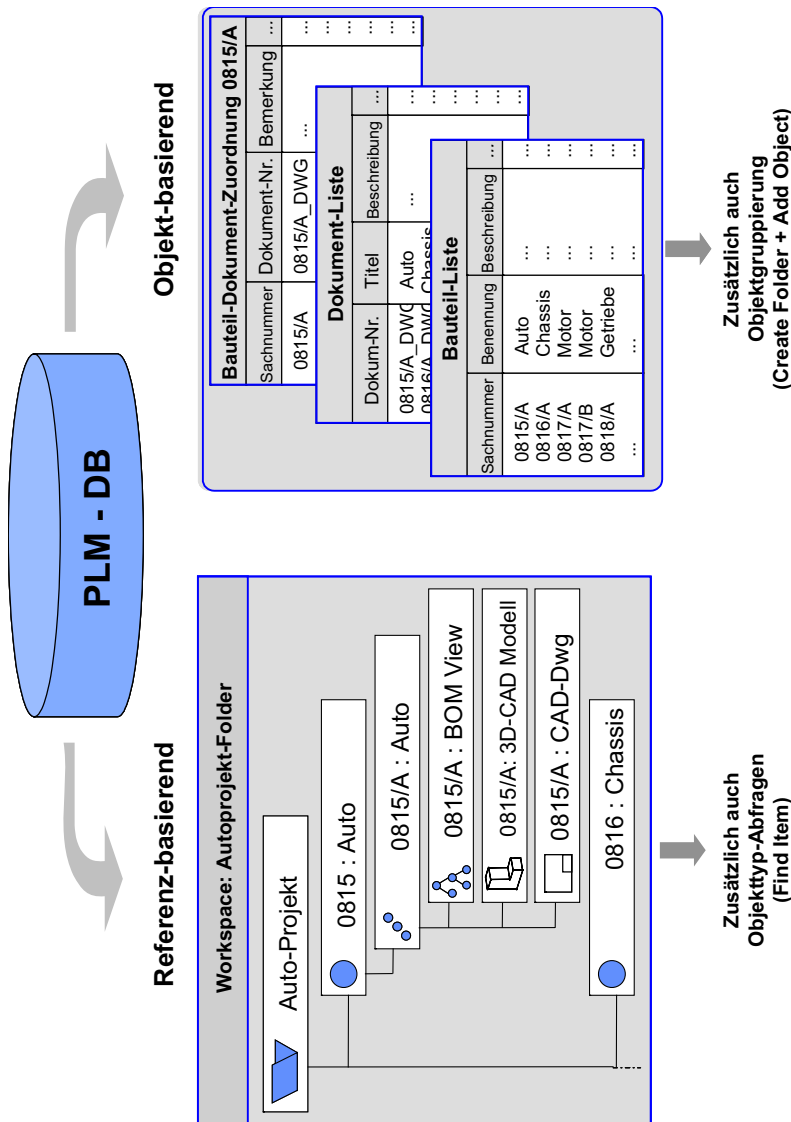 PLM - DB
Referenz-basierend
Workspace: Autoprojekt-Folder
Auto-Projekt
0815 : Auto
0815/A : Auto
0815/A : BOM View
0815/A: 3D-CAD Modell
0815/A : CAD-Dwg
0816 : Chassis
Zusätzlich auch
Objekttyp-Abfragen
(Find Item)
Objekt-basierend
Bauteil-Dokument-Zuordnung 0815/A
Sachnummer Dokument-Nr. Bemerkung ...
0815/A 0815/A_DWG ... ...
...
...
...
...
...
Dokument-Liste
Dokum-Nr. Titel Beschreibung ...
0815/A_DWG Auto ... ...
0816/A_DWG Chassis ...
...
...
...
...
Bauteil-Liste
Sachnummer Benennung Beschreibung ...
0815/A Auto ... ...
0816/A Chassis ... ...
0817/A Motor ... ...
0817/B Motor ... ...
0818/A Getriebe ... ...
... ... ...
Zusätzlich auch
Objektgruppierung
(Create Folder + Add Object)